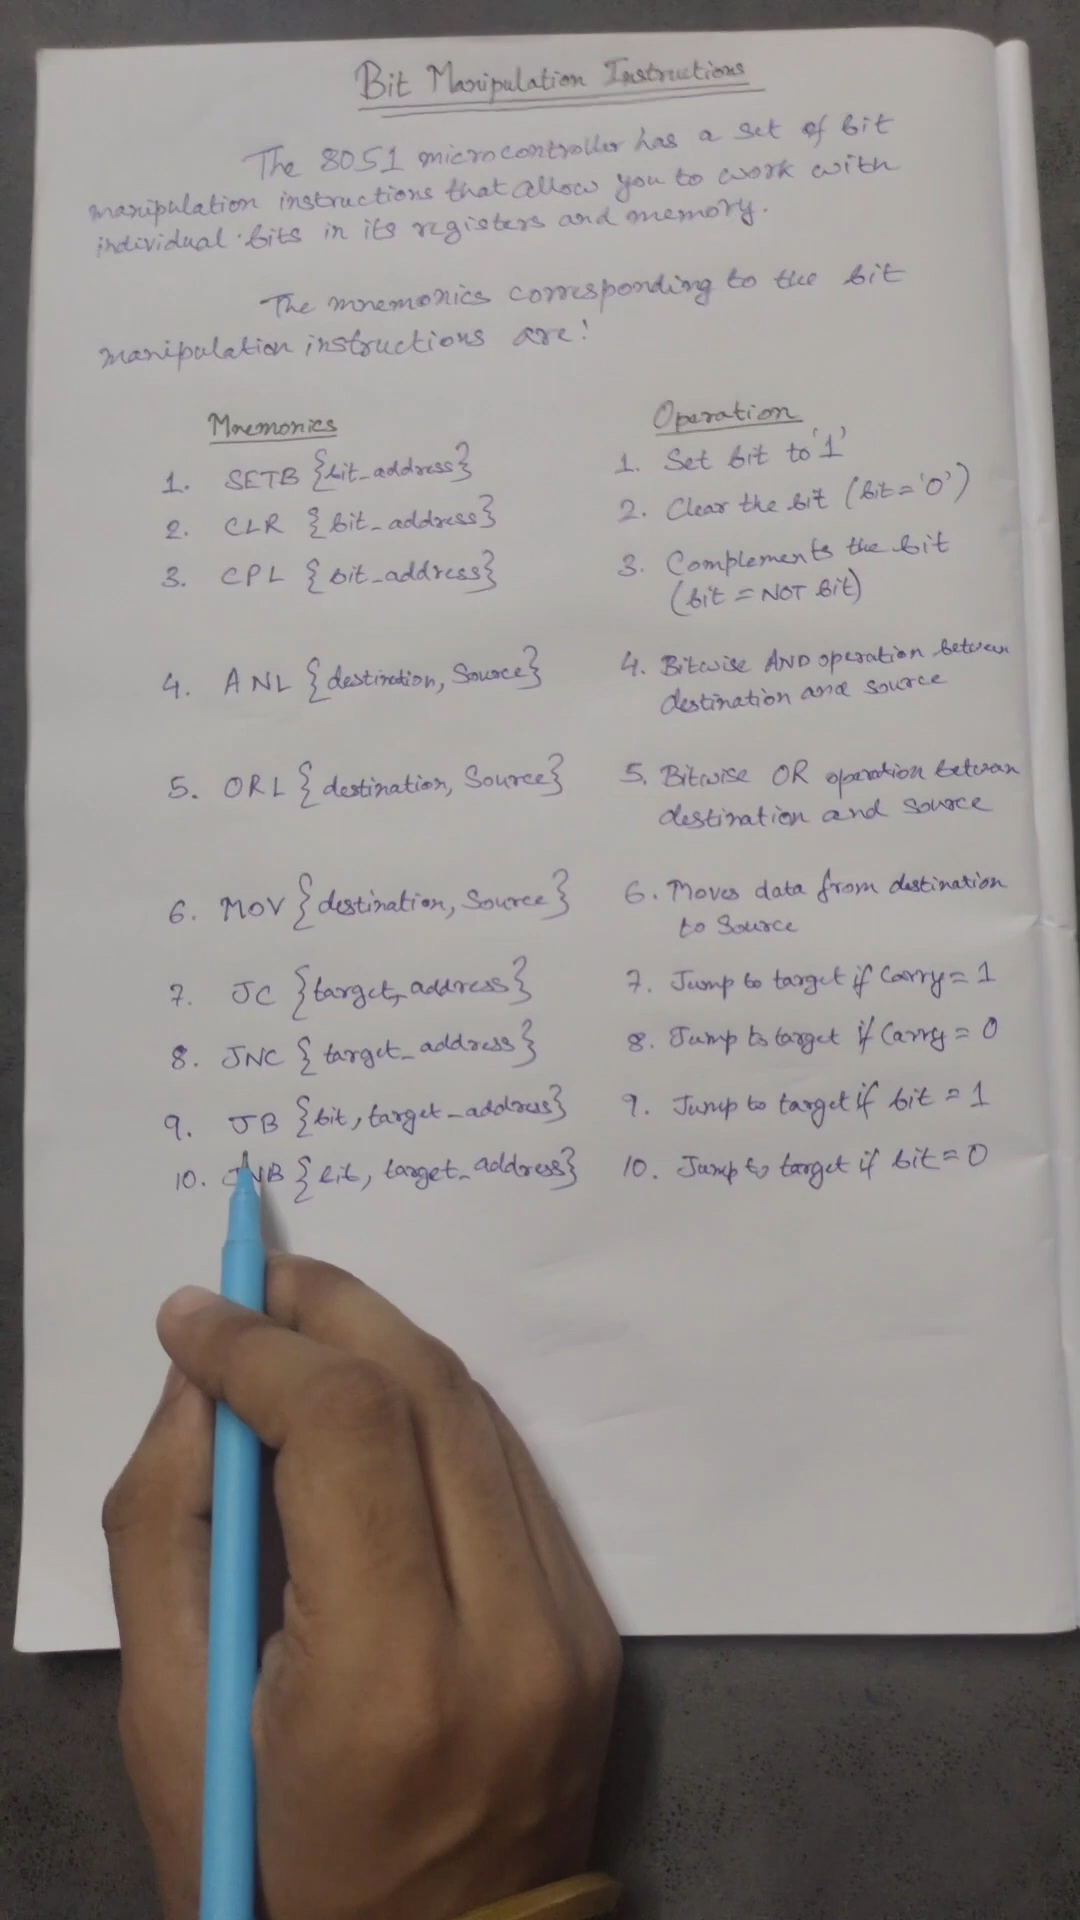 Bit Manipulation Instructions
The 8051 microcontroller has a set of bit
manipulation instructions that allow you to work with
individual bits in its registers and memory.
The mnemonics corresponding to the bit
manipulation instructions are:
Mnemonics
1. SETB {bit_address}
2. CLR {bit_address}
3. CPL {bit_address}
4. ANL {destination, Source}
5. ORL {destination, Source}
6. MOV {destination, Source}
7. JC {target_address}
8. JNC {target_address}
9. JB {bit, target_address}
10. JNB {bit, target_address}
Operation
1. Set bit to '1'
2. Clear the bit (bit = '0')
3. Complements the bit
(bit = NOT bit)
4. Bitwise AND operation between
destination and source
5. Bitwise OR operation between
destination and source
6. Moves data from destination
to Source
7. Jump to target if Carry = 1
8. Jump to target if Carry = 0
9. Jump to target if bit = 1
10. Jump to target if bit = 0